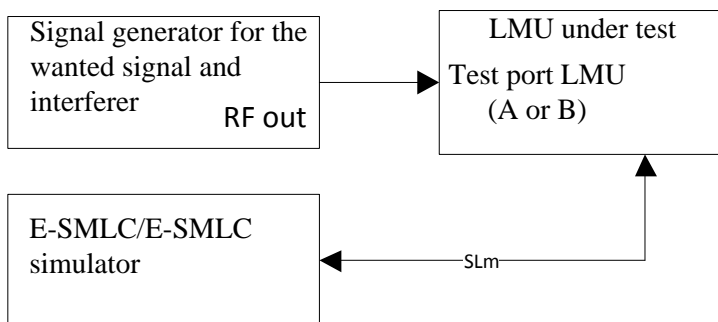 Signal generator for the
wanted signal and
interferer
RF out
LMU under test
Test port LMU
(A or B)
E-SMLC/E-SMLC
simulator
SLm